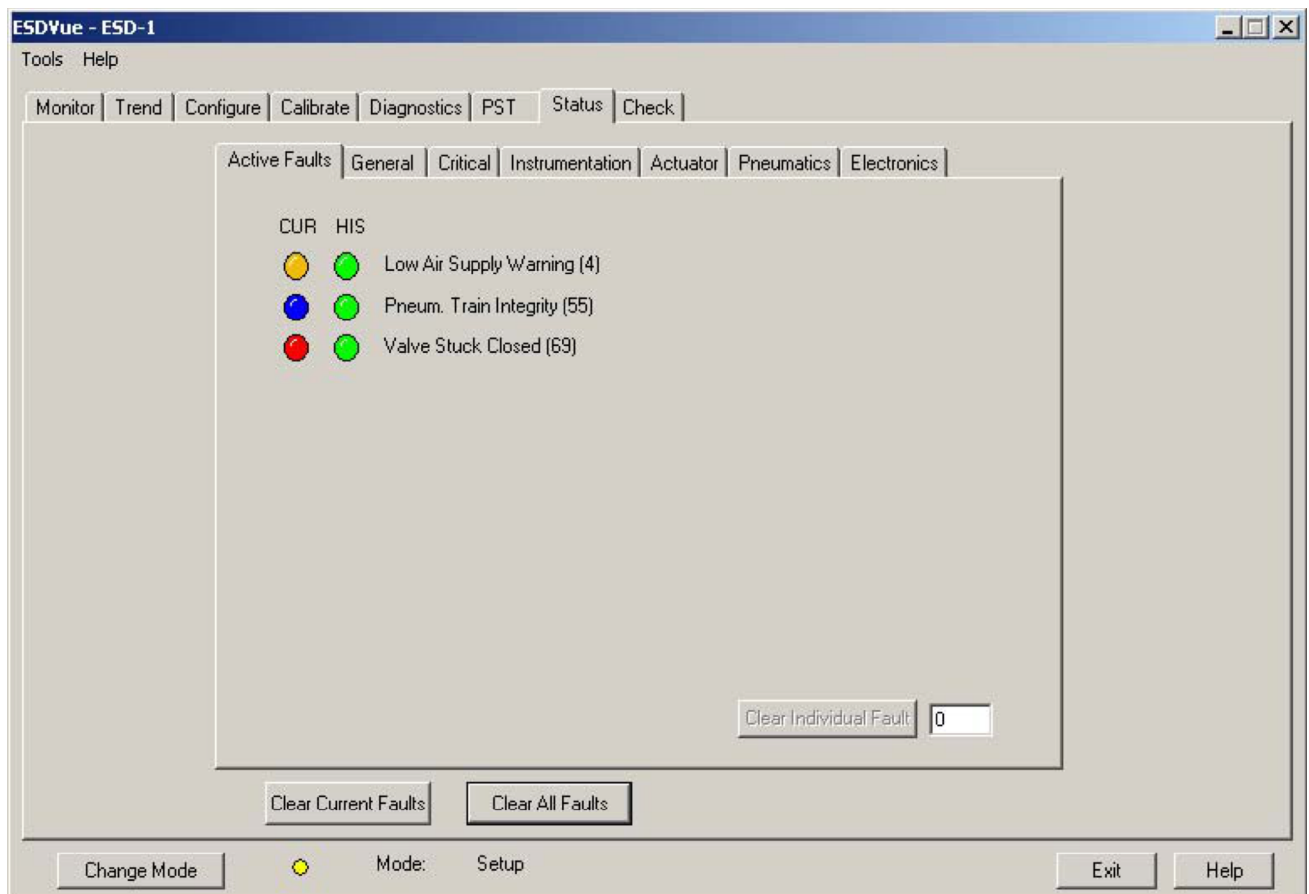 ESDVue - ESD-1
Tools Help
Monitor Trend Configure Calibrate Diagnostics PST Status Check
Active Faults General Critical Instrumentation Actuator Pneumatics Electronics
CUR HIS
Low Air Supply Warning (4)
Pneum. Train Integrity (55)
Valve Stuck Closed (69)
Clear Individual Fault 0
Clear Current Faults Clear All Faults
Change Mode Mode: Setup Exit Help